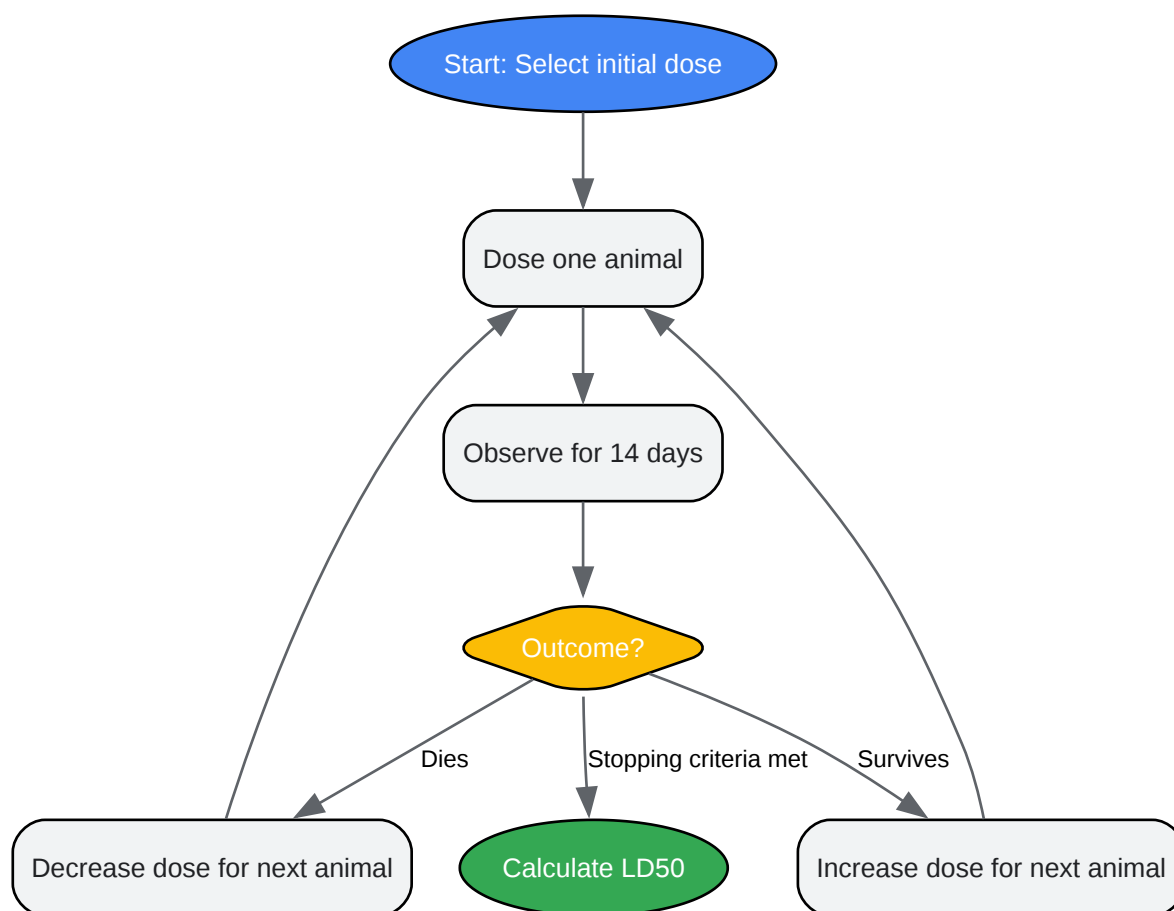 Start: Select initial dose
Dose one animal
Observe for 14 days
Outcome?
Dies
Stopping criteria met
Survives
Decrease dose for next animal
Calculate LD50
Increase dose for next animal